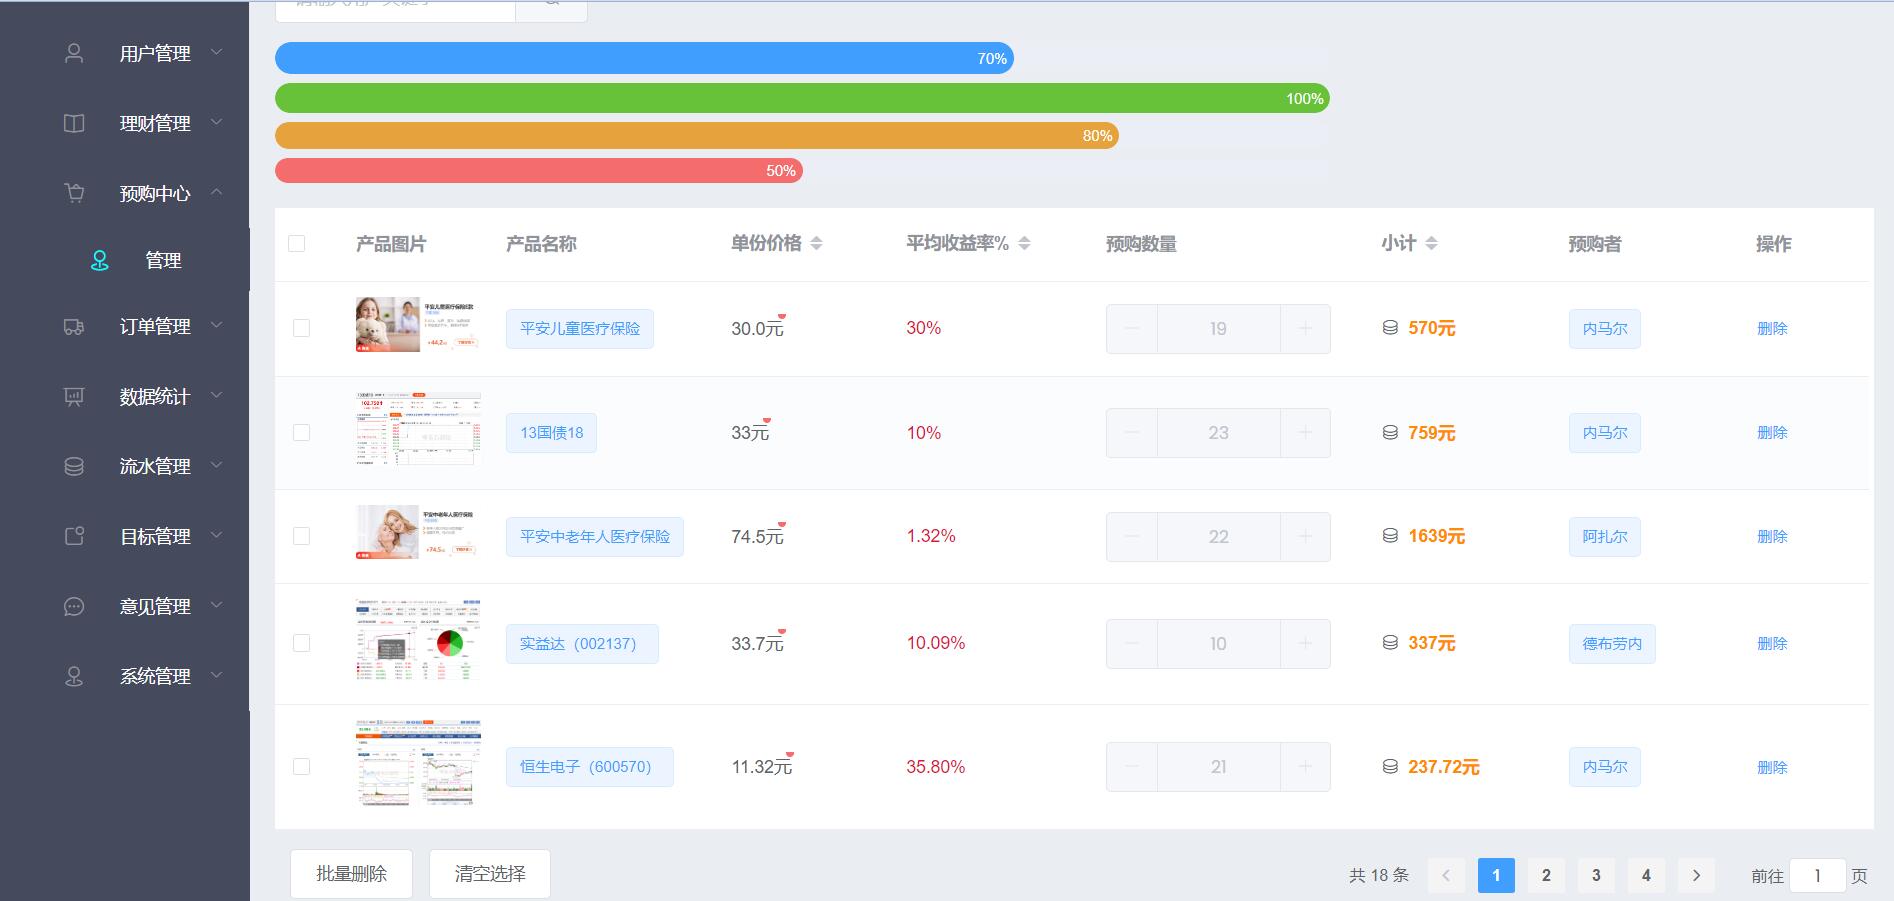 用户管理
理财管理
预购中心
管理
订单管理
数据统计
流水管理
目标管理
意见管理
系统管理
70%
100%
80%
50%
产品图片 产品名称 单份价格 平均收益率% 预购数量 小计 预购者 操作
平安儿童医疗保险 30.0元 30% 19 570元 内马尔 删除
13国债18 33元 10% 23 759元 内马尔 删除
平安中老年人医疗保险 74.5元 1.32% 22 1639元 阿扎尔 删除
实益达（002137） 33.7元 10.09% 10 337元 德布劳内 删除
恒生电子（600570） 11.32元 35.80% 21 237.72元 内马尔 删除
批量删除 清空选择 共 18 条 1 2 3 4 前往 1 页